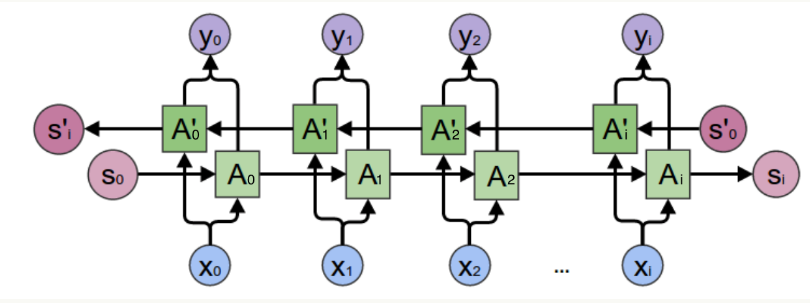 y₀ y₁ y₂ yᵢ
s'ᵢ A'₀ A'₁ A'₂ A'ᵢ s'₀
s₀ A₀ A₁ A₂ Aᵢ sᵢ
x₀ x₁ x₂ ... xᵢ